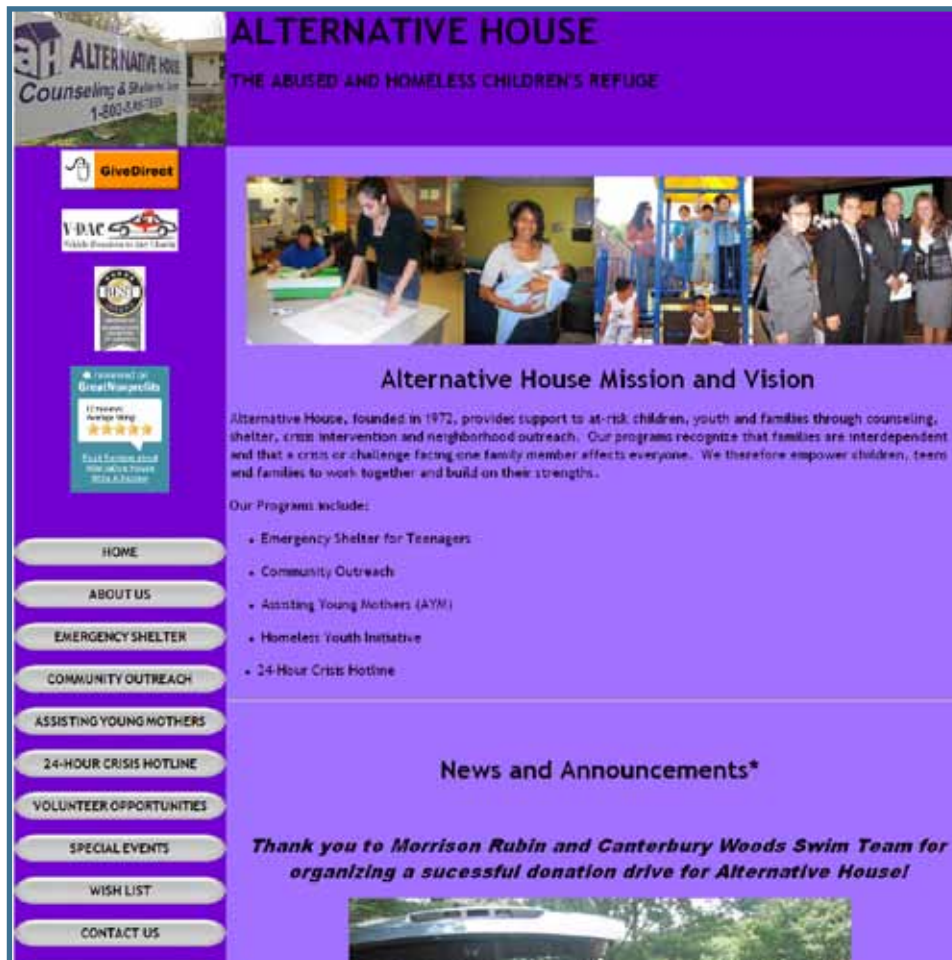 ALTERNATIVE HOUSE
Counseling &
ALTERNATIVE HOUSE
THE ABUSED AND HOMELESS CHILDREN'S REFUGE
GiveDirect
V-DAC
BEST
GreatNonprofits
HOME
ABOUT US
EMERGENCY SHELTER
COMMUNITY OUTREACH
ASSISTING YOUNG MOTHERS
24-HOUR CRISIS HOTLINE
VOLUNTEER OPPORTUNITIES
SPECIAL EVENTS
WISH LIST
CONTACT US
Alternative House Mission and Vision
Alternative House, founded in 1972, provides support to at-risk children, youth and families through counseling,
shelter, crisis intervention and neighborhood outreach. Our programs recognize that families are interdependent
and that a crisis or challenge facing one family member affects everyone. We therefore empower children, teens
and families to work together and build on their strengths.
Our Programs include:
• Emergency Shelter for Teenagers
• Community Outreach
• Assisting Young Mothers (AYM)
• Homeless Youth Initiative
• 24-Hour Crisis Hotline
News and Announcements*
Thank you to Morrison Rubin and Canterbury Woods Swim Team for
organizing a sucessful donation drive for Alternative House!